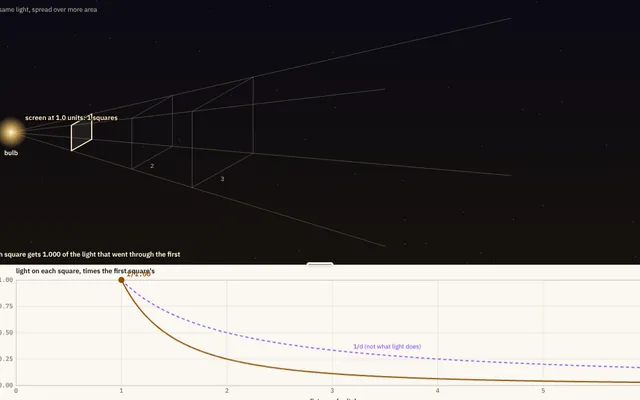 same light, spread over more area
screen at 1.0 units: 1 squares
bulb
2
3
square gets 1.000 of the light that went through the first
light on each square, times the first square's
1.00
0.75
0.50
0.25
0.00
1/d (not what light does)
0
1
2
3
4
5